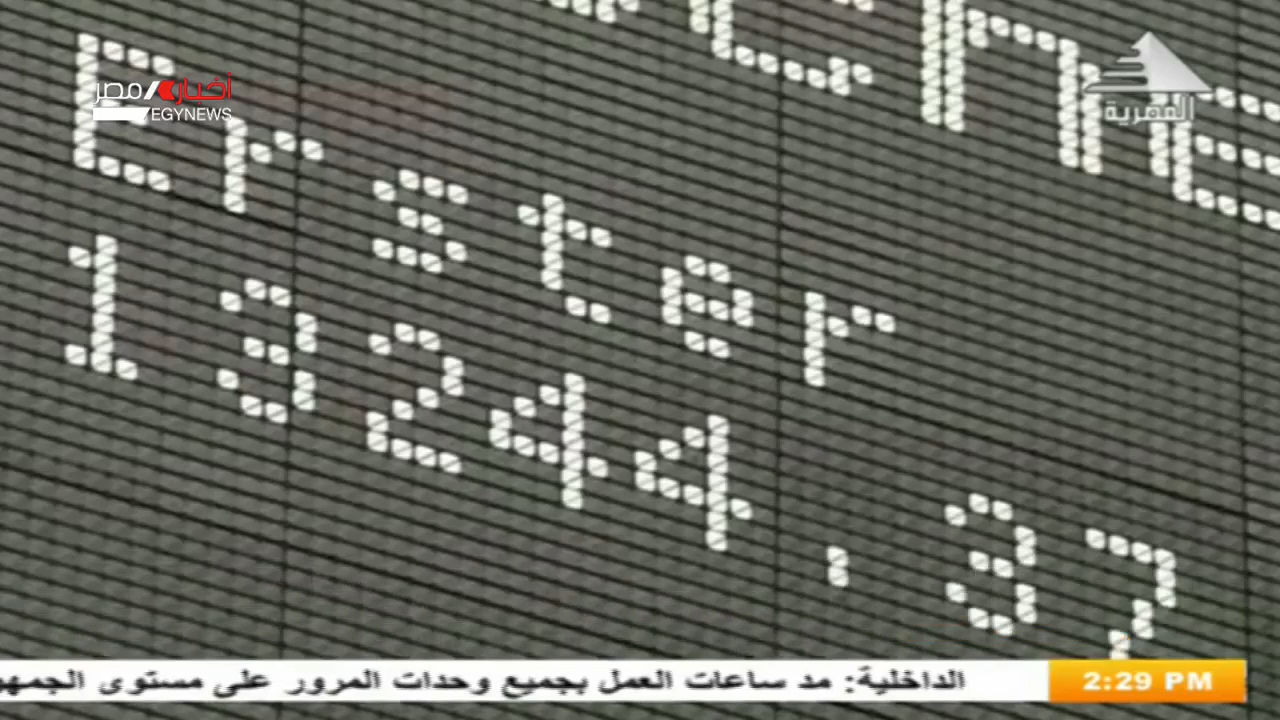 أخبار مصر
EGYNEWS
المصرية
Erster
13244,37
الداخلية: مد ساعات العمل بجميع وحدات المرور على مستوى
2:29 PM